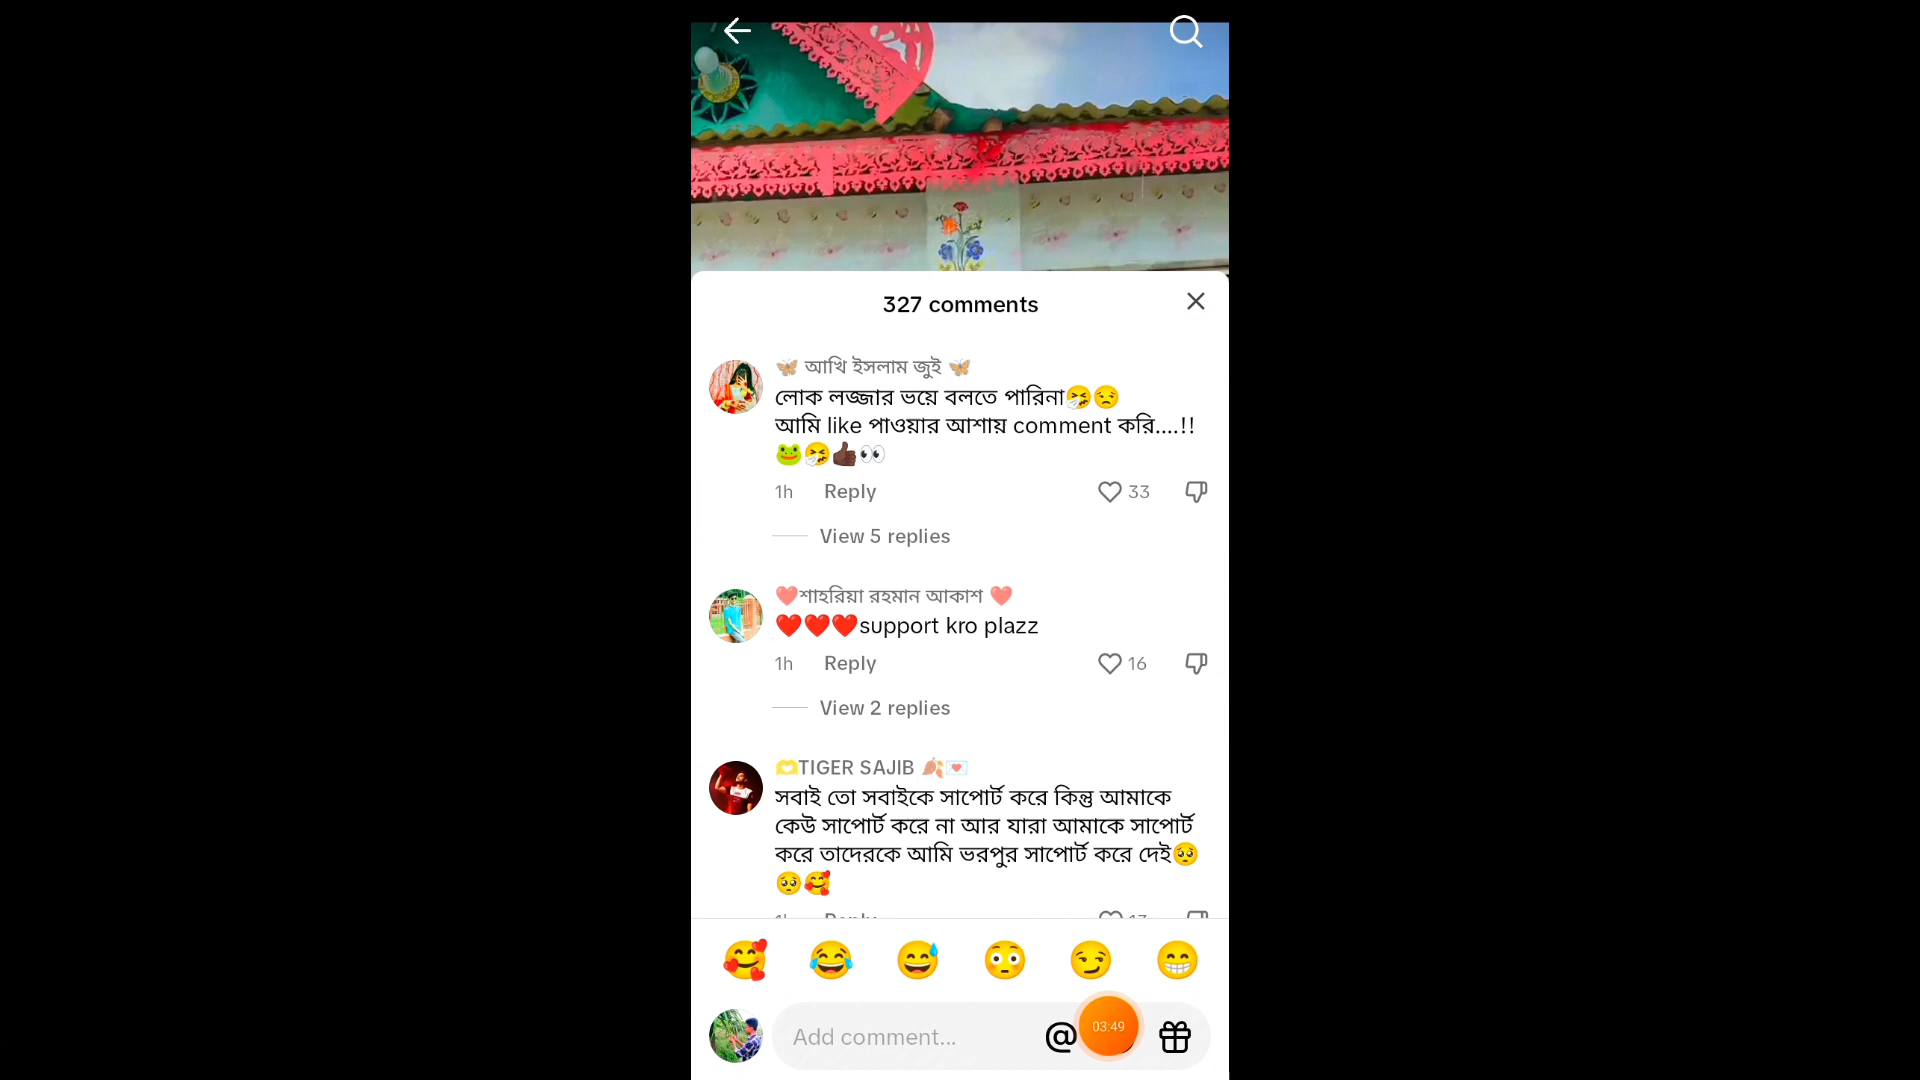 327 comments
🦋 আখি ইসলাম জুই 🦋
লোক লজ্জার ভয়ে বলতে পারিনা🤧😒
আমি like পাওয়ার আশায় comment করি....!!
🐸🤧👍🏿👀
1h Reply 33
View 5 replies
❤️শাহরিয়া রহমান আকাশ ❤️
❤️❤️❤️support kro plazz
1h Reply 16
View 2 replies
🫶TIGER SAJIB 🍂💌
সবাই তো সবাইকে সাপোর্ট করে কিন্তু আমাকে
কেউ সাপোর্ট করে না আর যারা আমাকে সাপোর্ট
করে তাদেরকে আমি ভরপুর সাপোর্ট করে দেই🥺
🥺🥰
Add comment... @ 03:49